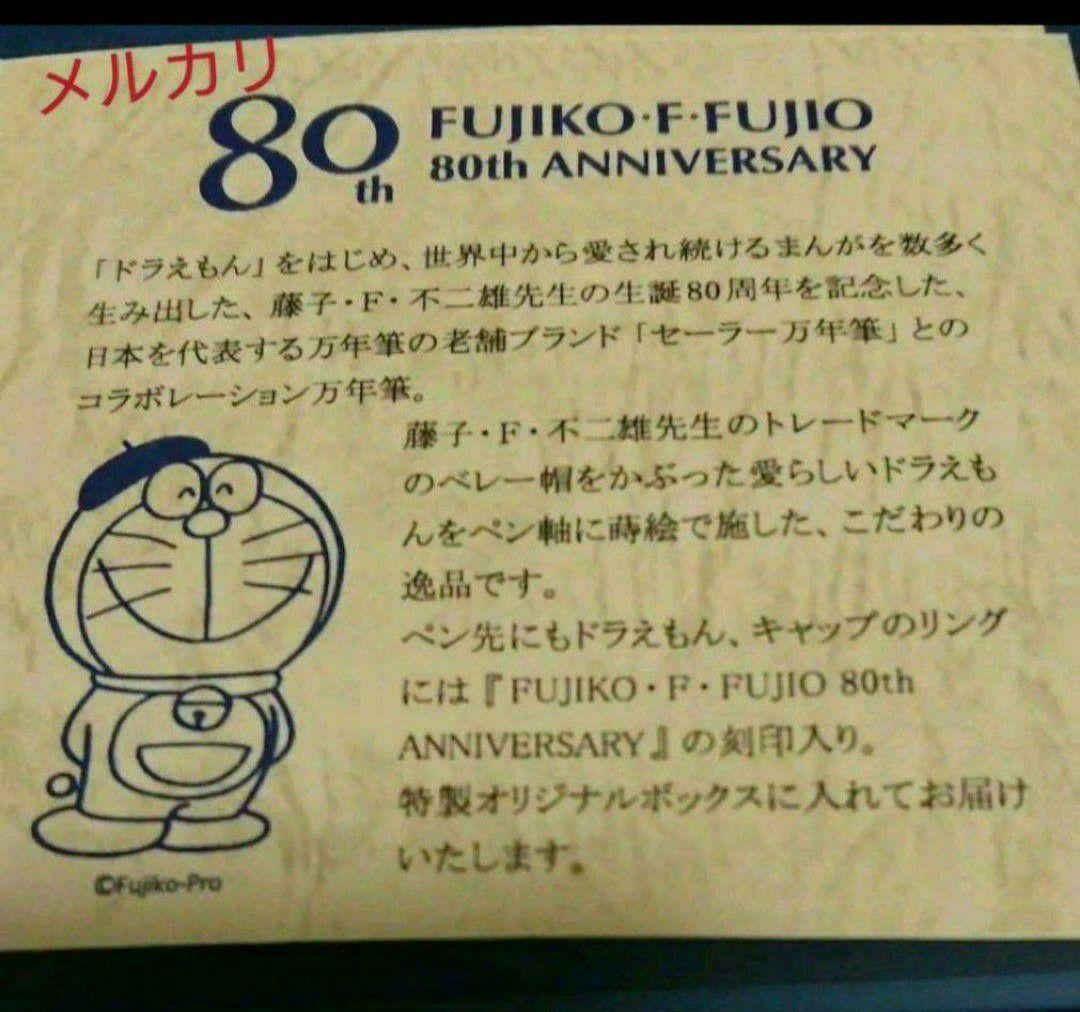 メルカリ
80th
FUJIKO・F・FUJIO
80th ANNIVERSARY
「ドラえもん」をはじめ、世界中から愛され続けるまんがを数多く
生み出した、藤子・F・不二雄先生の生誕80周年を記念した、
日本を代表する万年筆の老舗ブランド「セーラー万年筆」との
コラボレーション万年筆。
藤子・F・不二雄先生のトレードマーク
のベレー帽をかぶった愛らしいドラえも
んをペン軸に蒔絵で施した、こだわりの
逸品です。
ペン先にもドラえもん、キャップのリング
には『FUJIKO・F・FUJIO 80th
ANNIVERSARY』の刻印入り。
特製オリジナルボックスに入れてお届け
いたします。
©Fujiko-Pro